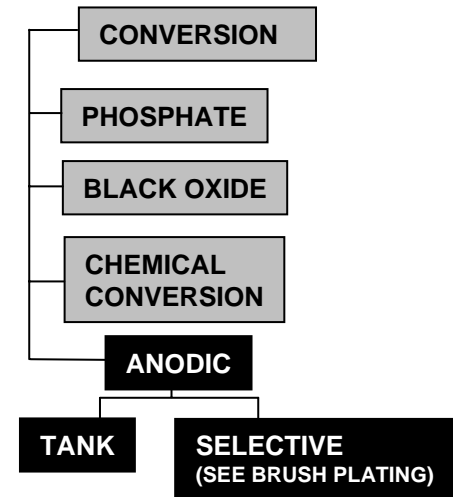 CONVERSION
PHOSPHATE
BLACK OXIDE
CHEMICAL
CONVERSION
ANODIC
TANK
SELECTIVE
(SEE BRUSH PLATING)